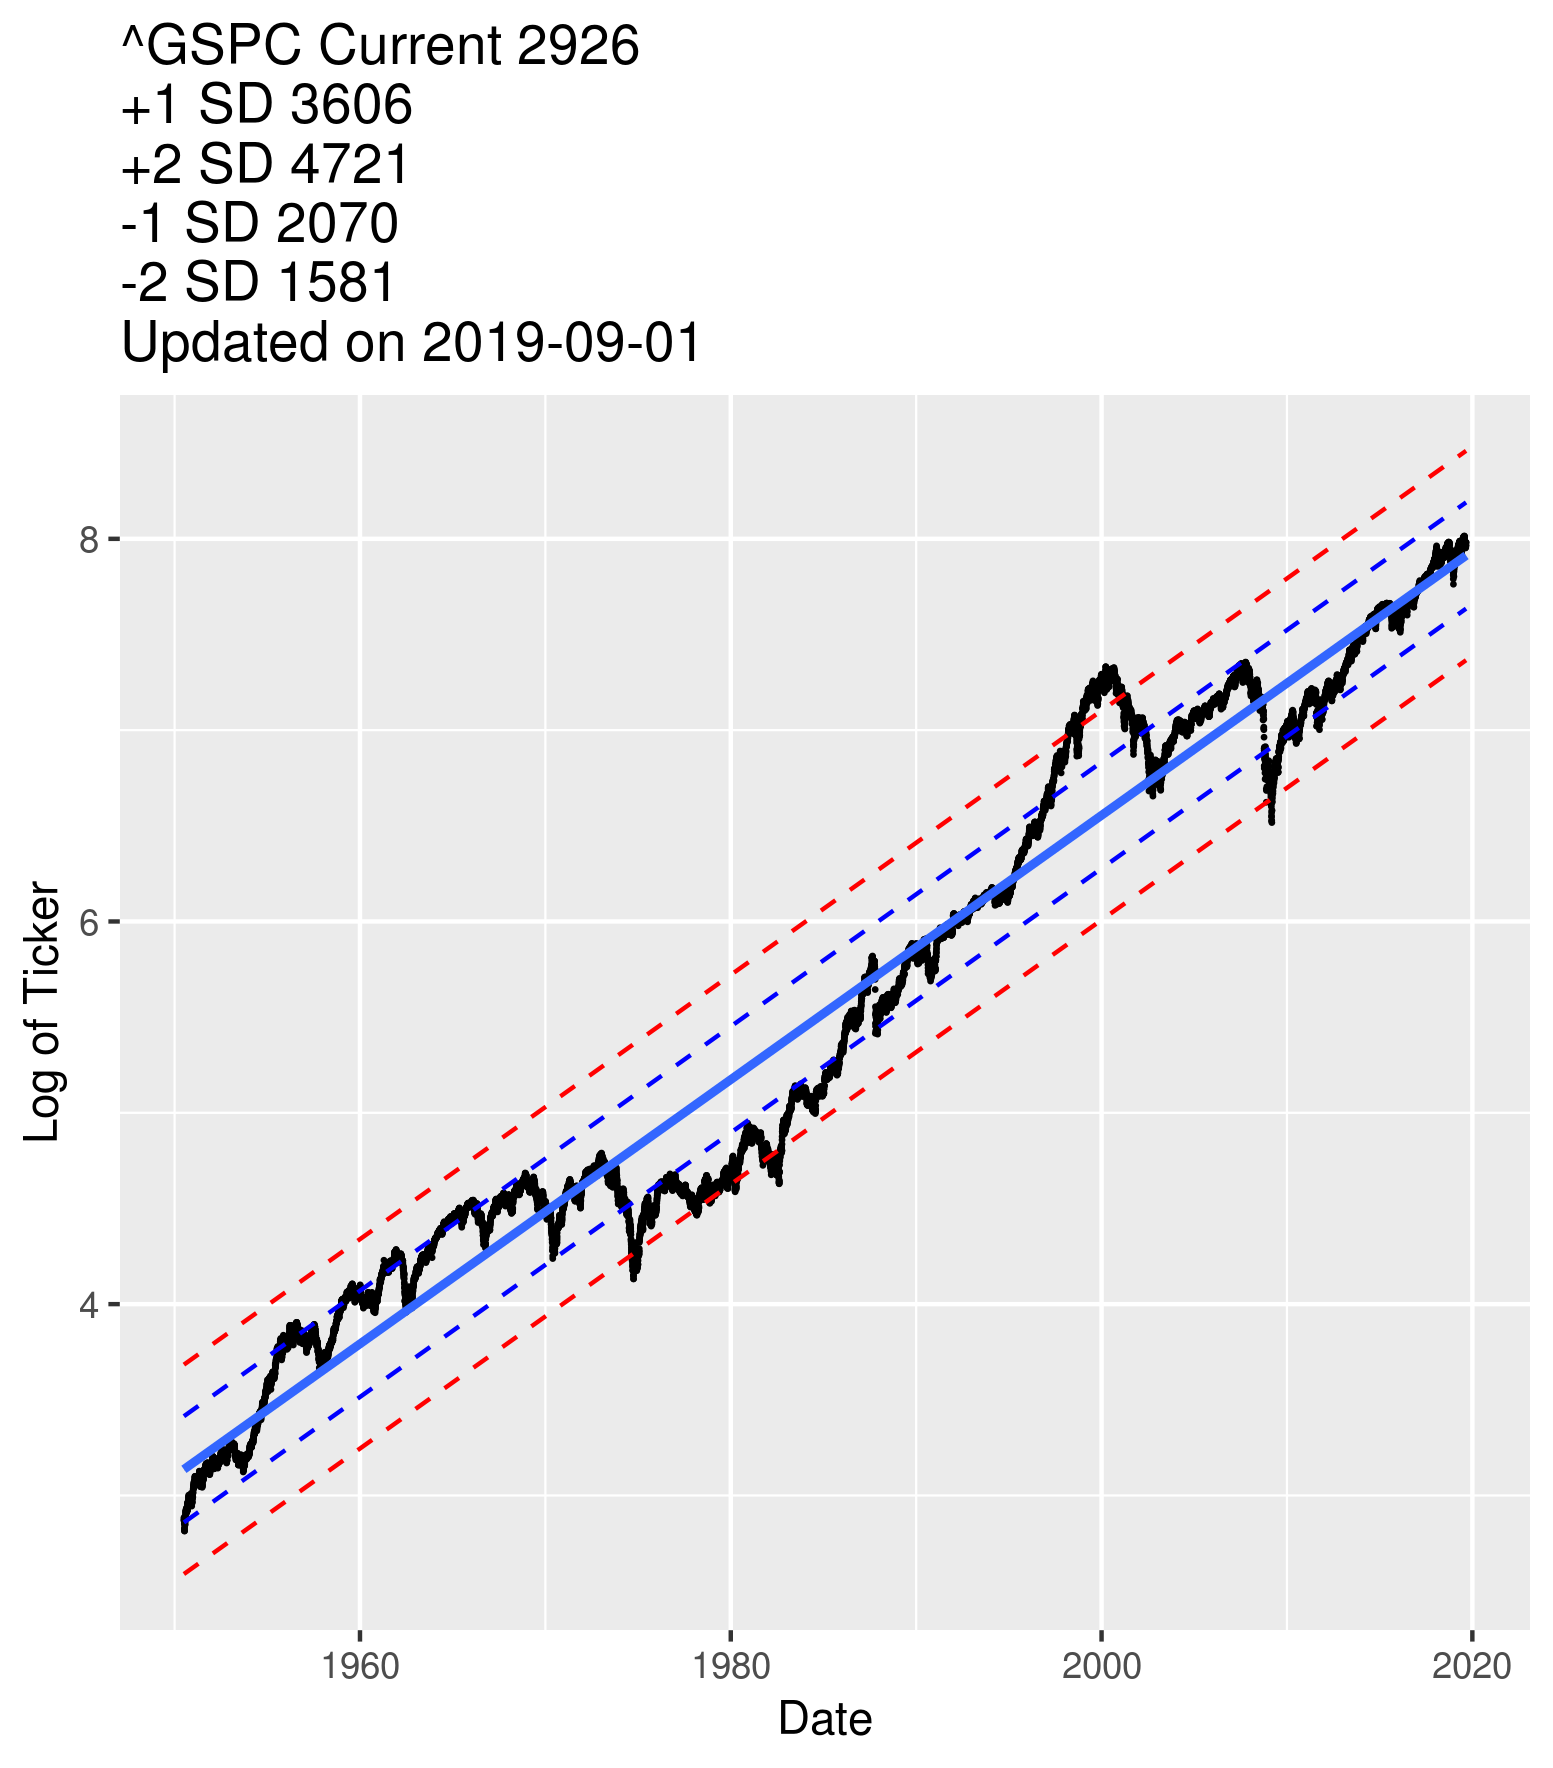 ^GSPC Current 2926
+1 SD 3606
+2 SD 4721
-1 SD 2070
-2 SD 1581
Updated on 2019-09-01
8
6
4
Log of Ticker
1960
1980
2000
2020
Date